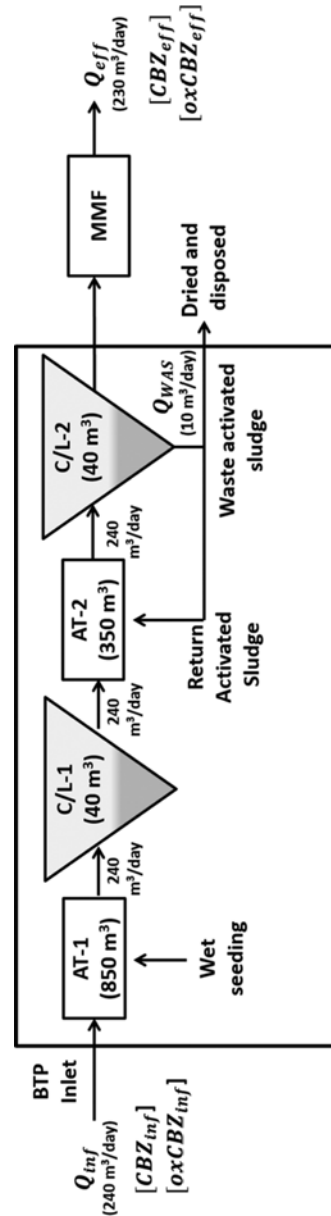 BTP
Inlet
Q_inf
(240 m³/day)
[CBZ_inf]
[oxCBZ_inf]
AT-1
(850 m³)
Wet
seeding
240
m³/day
C/L-1
(40 m³)
240
m³/day
AT-2
(350 m³)
Return
Activated
Sludge
240
m³/day
C/L-2
(40 m³)
Q_WAS
(10 m³/day)
Waste activated
sludge
Dried and
disposed
MMF
Q_eff
(230 m³/day)
[CBZ_eff]
[oxCBZ_eff]